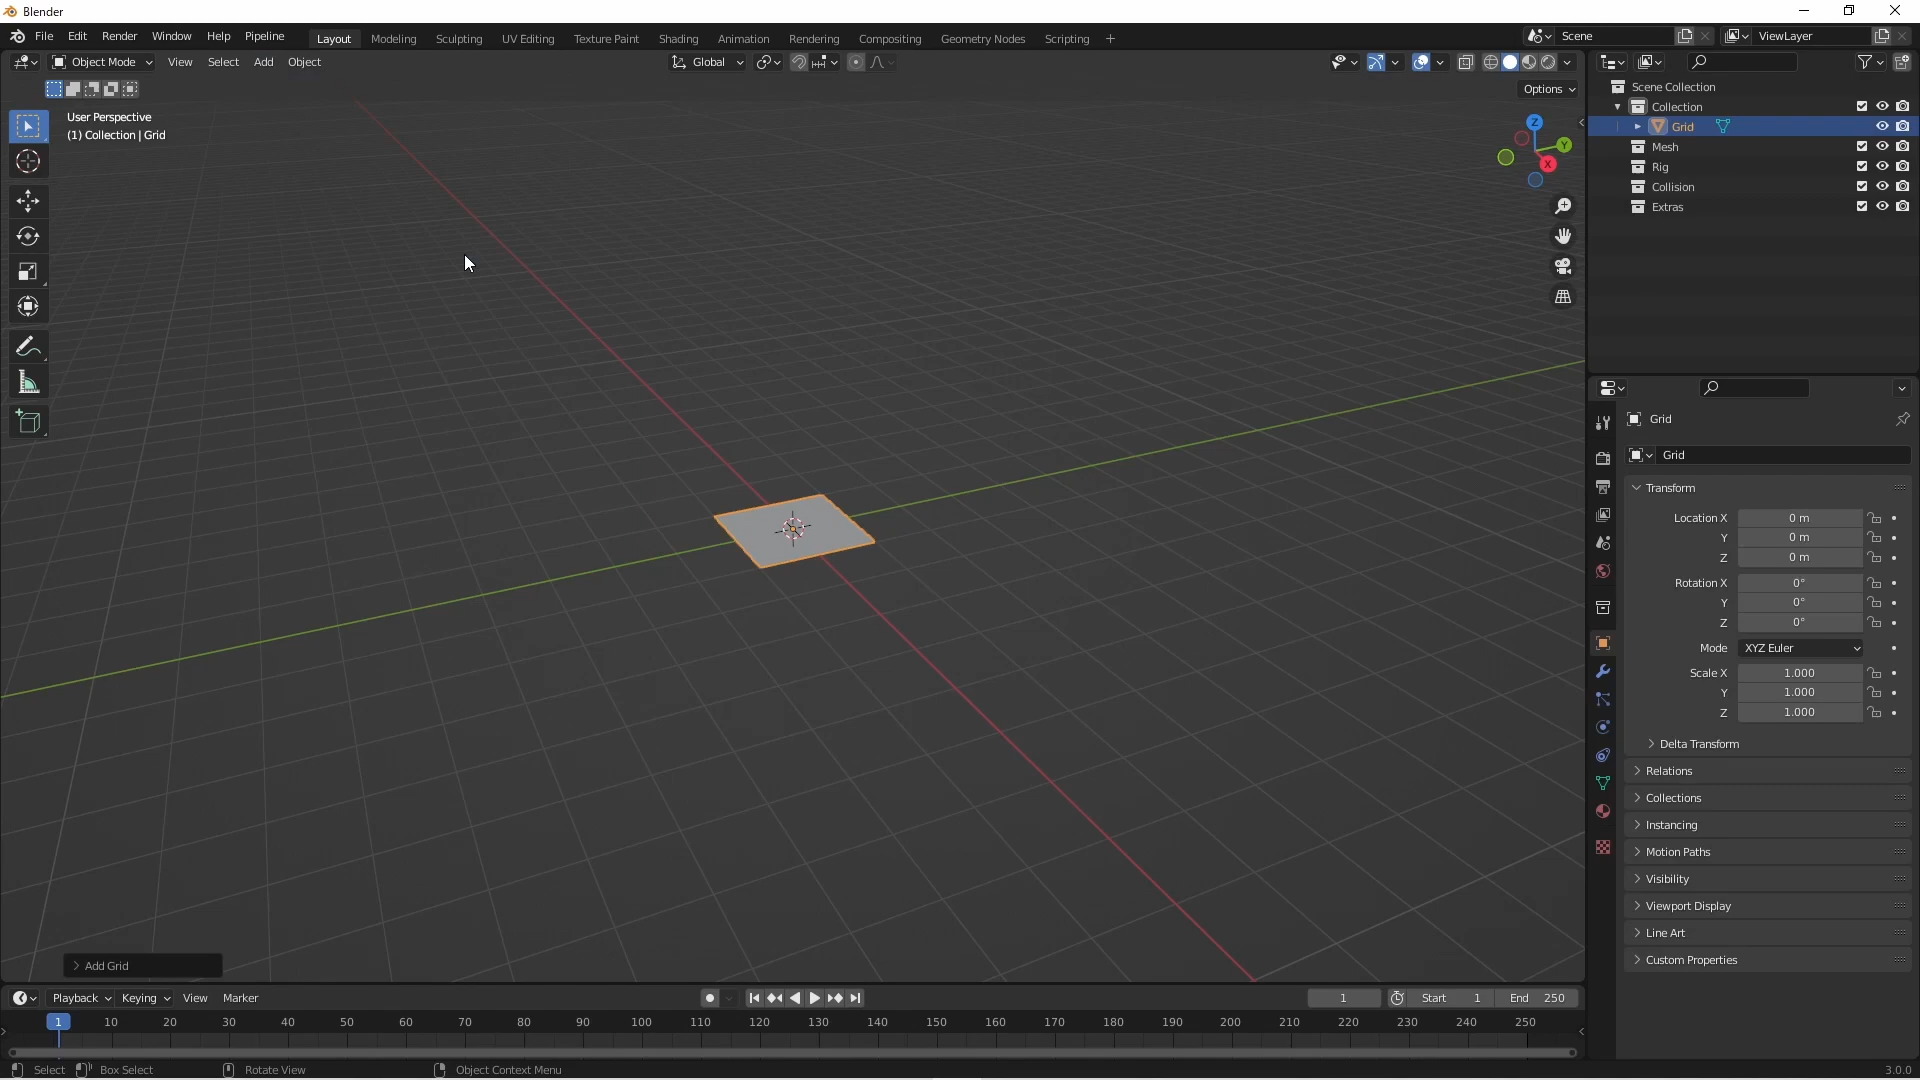 Blender
File Edit Render Window Help Pipeline Layout Modeling Sculpting UV Editing Texture Paint Shading Animation Rendering Compositing Geometry Nodes Scripting + Scene ViewLayer
Object Mode View Select Add Object Global
Options
User Perspective
(1) Collection | Grid
Z
Y
X
Add Grid
Scene Collection
Collection
Grid
Mesh
Rig
Collision
Extras
Grid
Grid
Transform
Location X 0 m
Y 0 m
Z 0 m
Rotation X 0°
Y 0°
Z 0°
Mode XYZ Euler
Scale X 1.000
Y 1.000
Z 1.000
Delta Transform
Relations
Collections
Instancing
Motion Paths
Visibility
Viewport Display
Line Art
Custom Properties
Playback Keying View Marker 1 Start 1 End 250
1 10 20 30 40 50 60 70 80 90 100 110 120 130 140 150 160 170 180 190 200 210 220 230 240 250
Select Box Select Rotate View Object Context Menu 3.0.0